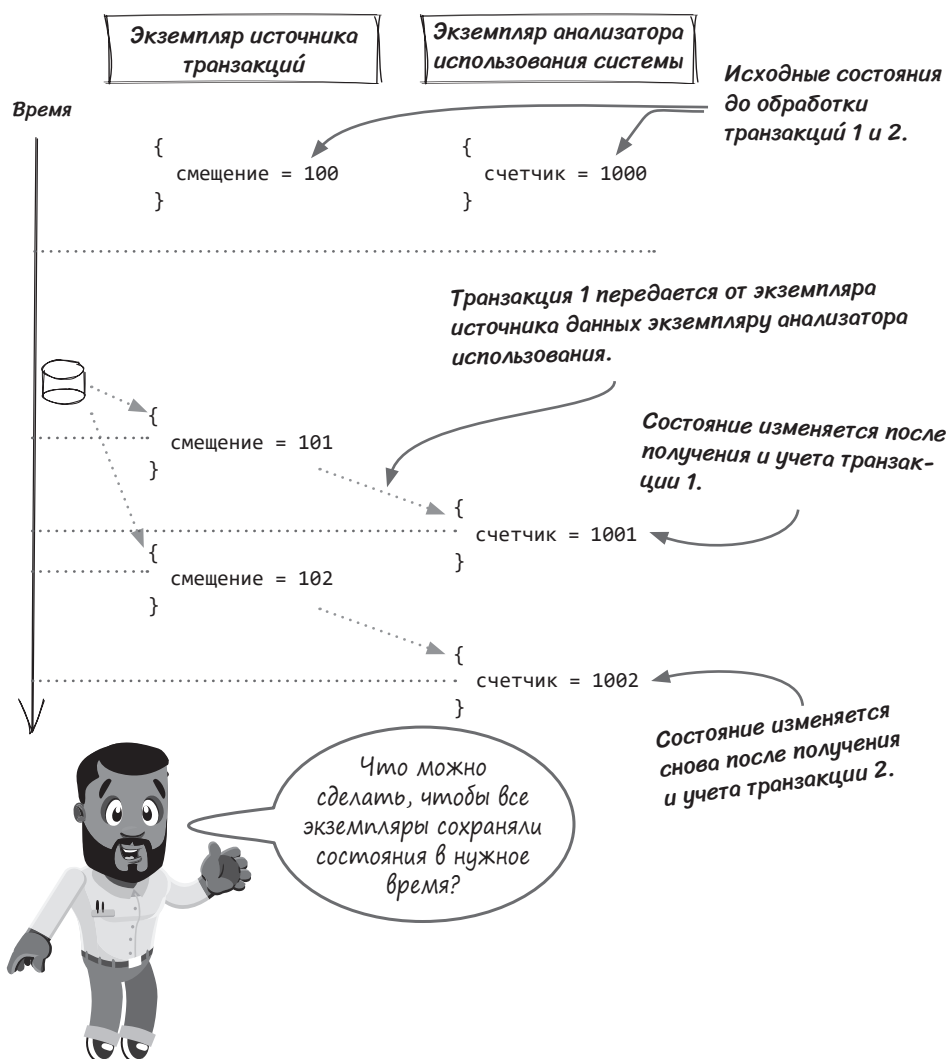 Экземпляр источника
транзакций
Экземпляр анализатора
использования системы
Исходные состояния
до обработки
транзакций 1 и 2.
Время
{
смещение = 100
}
{
счетчик = 1000
}
Транзакция 1 передается от экземпляра
источника данных экземпляру анализатора
использования.
{
смещение = 101
}
Состояние изменяется после
получения и учета транзак-
ции 1.
{
счетчик = 1001
}
{
смещение = 102
}
{
счетчик = 1002
}
Состояние изменяется
снова после получения
и учета транзакции 2.
Что можно
сделать, чтобы все
экземпляры сохраняли
состояния в нужное
время?